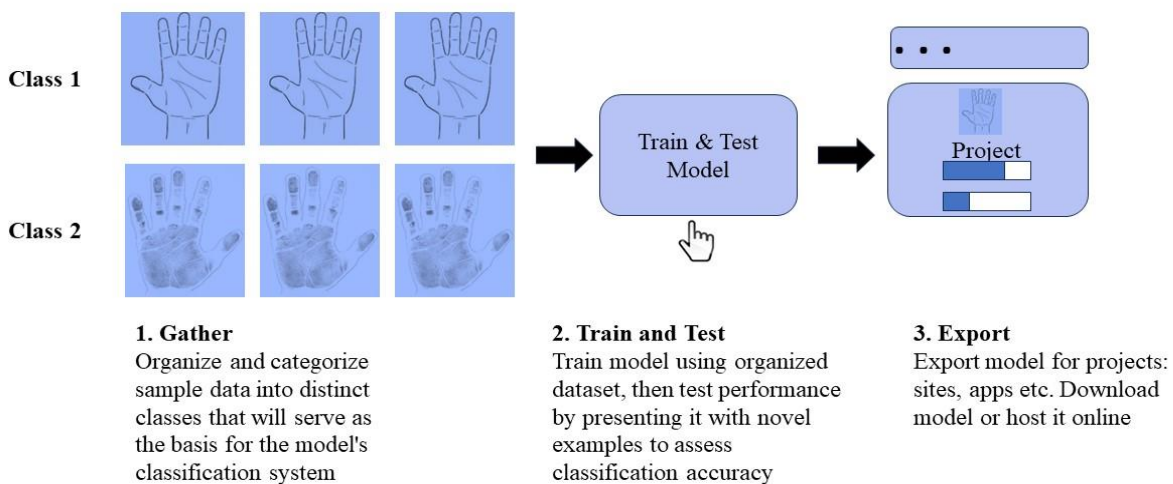 Class 1
Class 2
Train & Test
Model
Project
1. Gather
Organize and categorize
sample data into distinct
classes that will serve as
the basis for the model's
classification system
2. Train and Test
Train model using organized
dataset, then test performance
by presenting it with novel
examples to assess
classification accuracy
3. Export
Export model for projects:
sites, apps etc. Download
model or host it online